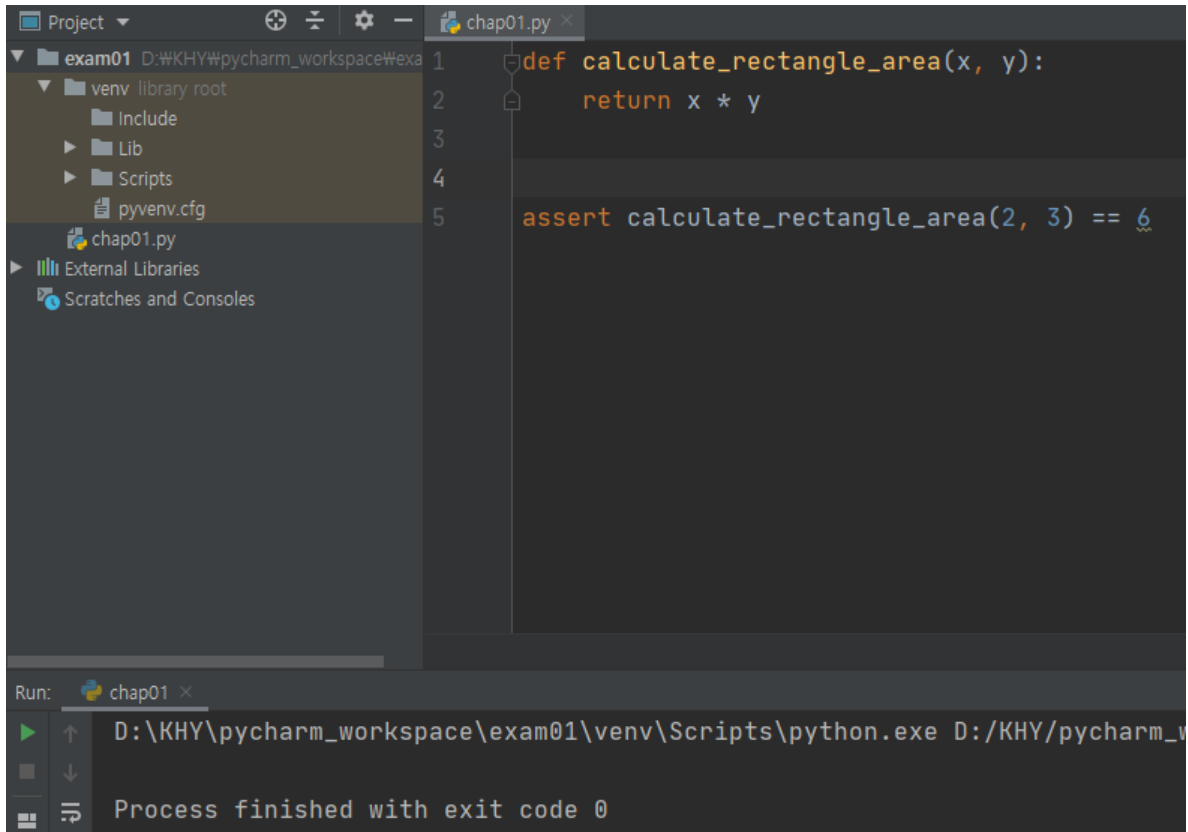 Project
chap01.py
exam01 D:₩KHY₩pycharm_workspace₩exa
venv library root
Include
Lib
Scripts
pyvenv.cfg
chap01.py
External Libraries
Scratches and Consoles
1 def calculate_rectangle_area(x, y):
2 return x * y
3
4
5 assert calculate_rectangle_area(2, 3) == 6
Run: chap01
D:\KHY\pycharm_workspace\exam01\venv\Scripts\python.exe D:/KHY/pycharm_w
Process finished with exit code 0